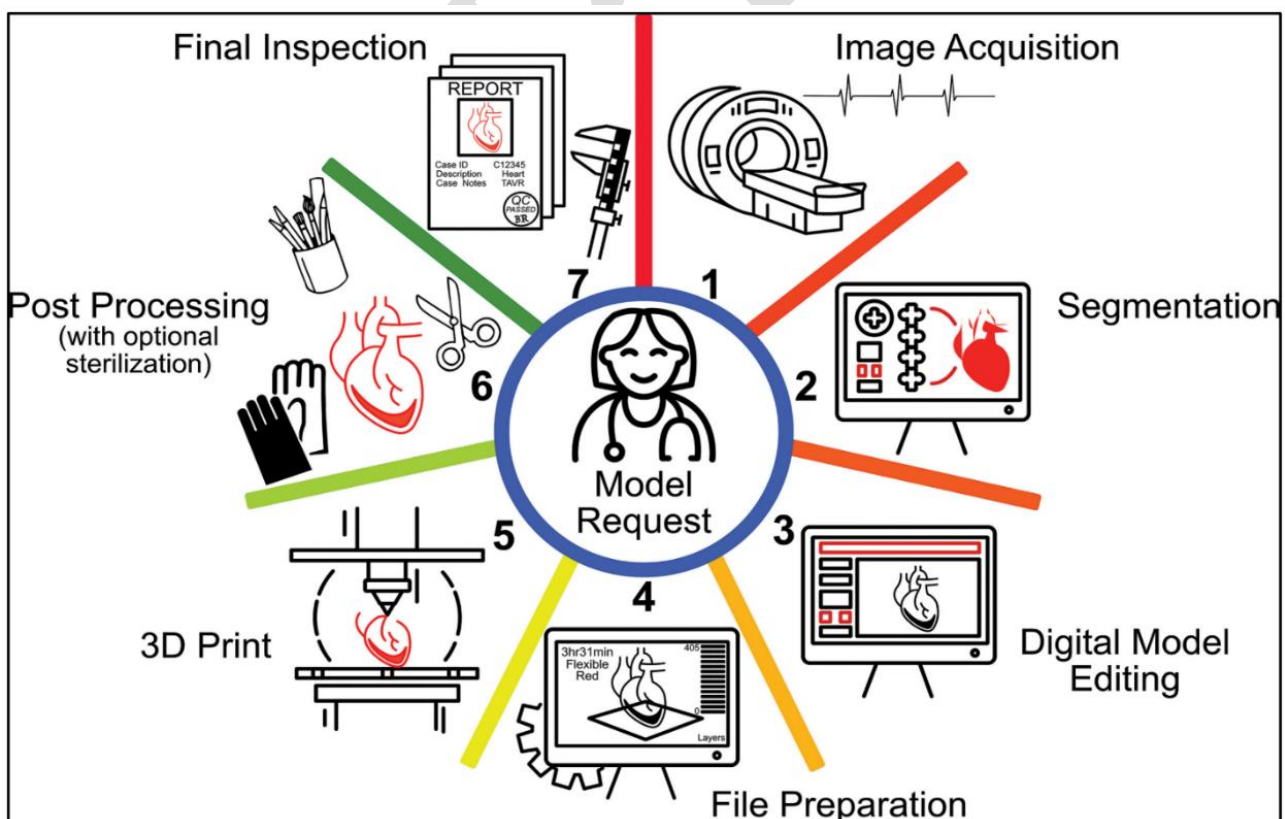 Final Inspection
REPORT
Case ID C12345
Description Heart
Case Notes TAVR
QC
PASSED
BR
7
Image Acquisition
1
Segmentation
2
Digital Model
Editing
3
File Preparation
4
3hr31min
Flexible
Red
405
0
Layers
3D Print
5
Post Processing
(with optional
sterilization)
6
Model
Request